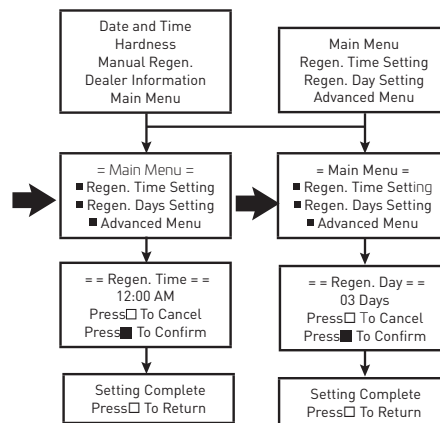 Date and Time
Hardness
Manual Regen.
Dealer Information
Main Menu
Main Menu
Regen. Time Setting
Regen. Day Setting
Advanced Menu
= Main Menu =
■ Regen. Time Setting
■ Regen. Days Setting
■ Advanced Menu
= Main Menu =
■ Regen. Time Setting
■ Regen. Days Setting
■ Advanced Menu
= = Regen. Time = =
12:00 AM
Press□ To Cancel
Press■ To Confirm
= = Regen. Day = =
03 Days
Press□ To Cancel
Press■ To Confirm
Setting Complete
Press□ To Return
Setting Complete
Press□ To Return